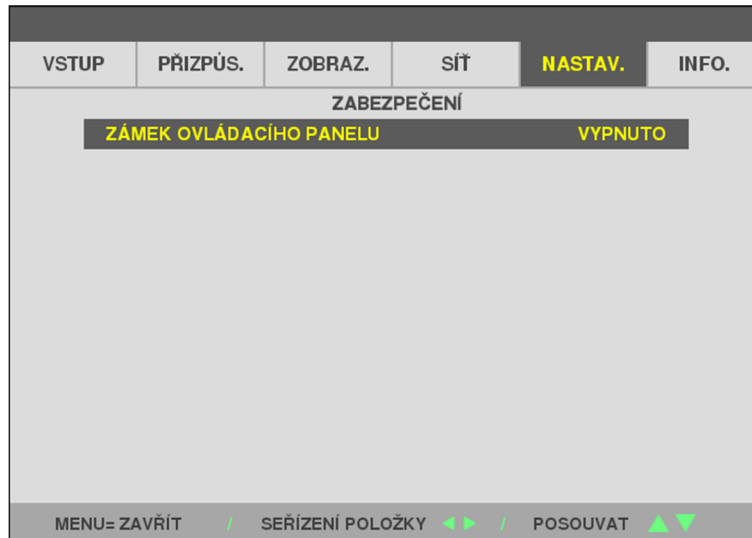 VSTUP PŘIZPŮS. ZOBRAZ. SÍŤ NASTAV. INFO.
ZABEZPEČENÍ
ZÁMEK OVLÁDACÍHO PANELU VYPNUTO
MENU= ZAVŘÍT / SEŘÍZENÍ POLOŽKY ◀ ▶ / POSOUVAT ▲ ▼